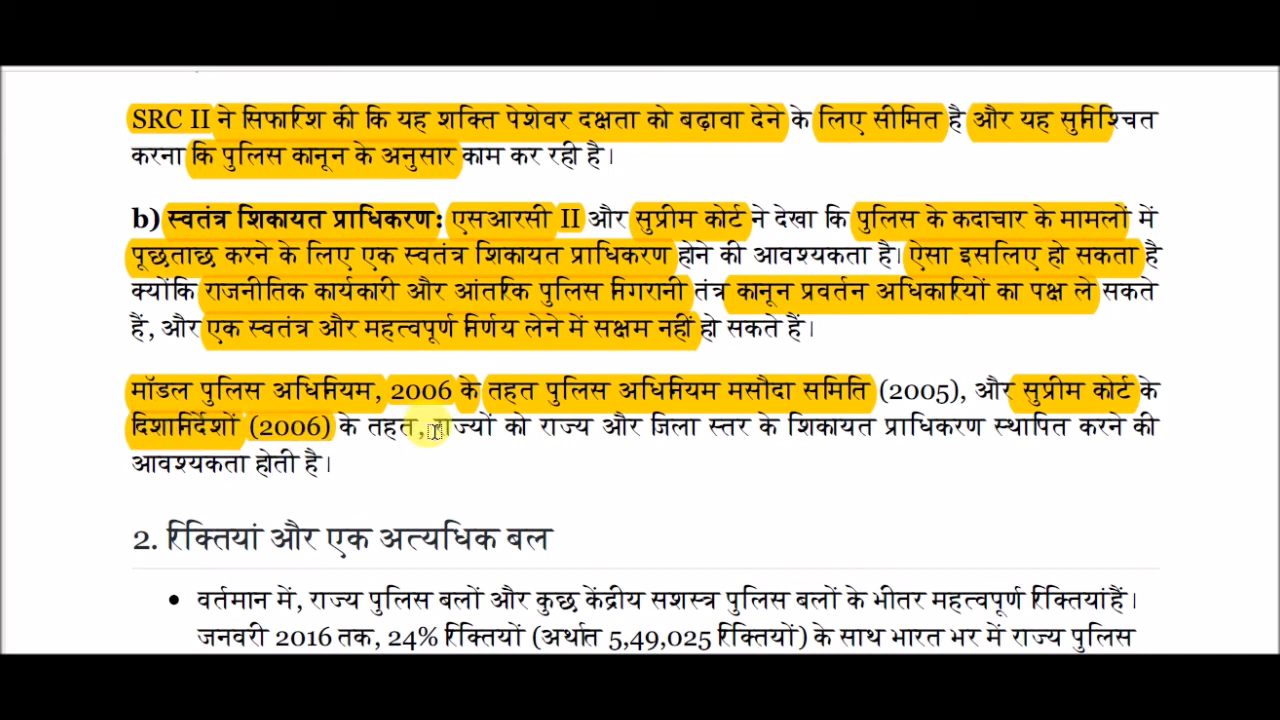 SRC II ने सिफारिश की कि यह शक्ति पेशेवर दक्षता को बढ़ावा देने के लिए सीमित है और यह सुनिश्चित
करना कि पुलिस कानून के अनुसार काम कर रही है।
b) स्वतंत्र शिकायत प्राधिकरण: एसआरसी II और सुप्रीम कोर्ट ने देखा कि पुलिस के कदाचार के मामलों में
पूछताछ करने के लिए एक स्वतंत्र शिकायत प्राधिकरण होने की आवश्यकता है। ऐसा इसलिए हो सकता है
क्योंकि राजनीतिक कार्यकारी और आंतरिक पुलिस निगरानी तंत्र कानून प्रवर्तन अधिकारियों का पक्ष ले सकते
हैं, और एक स्वतंत्र और महत्वपूर्ण निर्णय लेने में सक्षम नहीं हो सकते हैं।
मॉडल पुलिस अधिनियम, 2006 के तहत पुलिस अधिनियम मसौदा समिति (2005), और सुप्रीम कोर्ट के
दिशानिर्देशों (2006) के तहत, राज्यों को राज्य और जिला स्तर के शिकायत प्राधिकरण स्थापित करने की
आवश्यकता होती है।
2. रिक्तियां और एक अत्यधिक बल
• वर्तमान में, राज्य पुलिस बलों और कुछ केंद्रीय सशस्त्र पुलिस बलों के भीतर महत्वपूर्ण रिक्तियां हैं।
जनवरी 2016 तक, 24% रिक्तियों (अर्थात 5,49,025 रिक्तियों) के साथ भारत भर में राज्य पुलिस